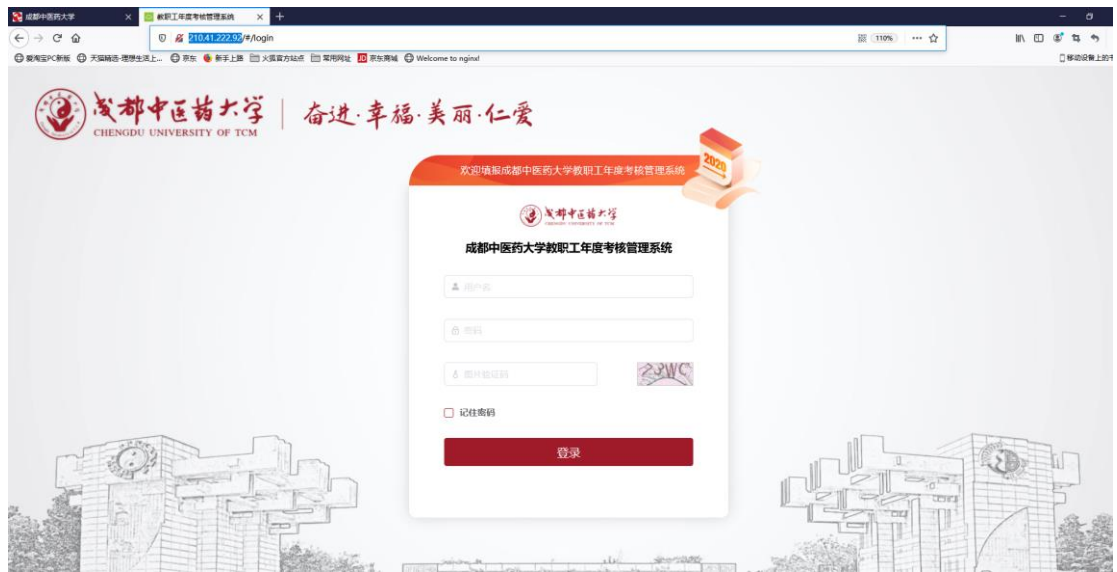 成都中医药大学
教职工年度考核管理系统
210.41.222.92/#/login
110%
爱淘宝PC新版 天猫精选-理想生活上... 京东 新手上路 火狐官方站点 常用网址 JD 京东商城 Welcome to nginx!
移动设备上的书
成都中医药大学
CHENGDU UNIVERSITY OF TCM
奋进·幸福·美丽·仁爱
欢迎填报成都中医药大学教职工年度考核管理系统
2020
成都中医药大学
CHENGDU UNIVERSITY OF TCM
成都中医药大学教职工年度考核管理系统
用户名
密码
图片验证码
记住密码
登录